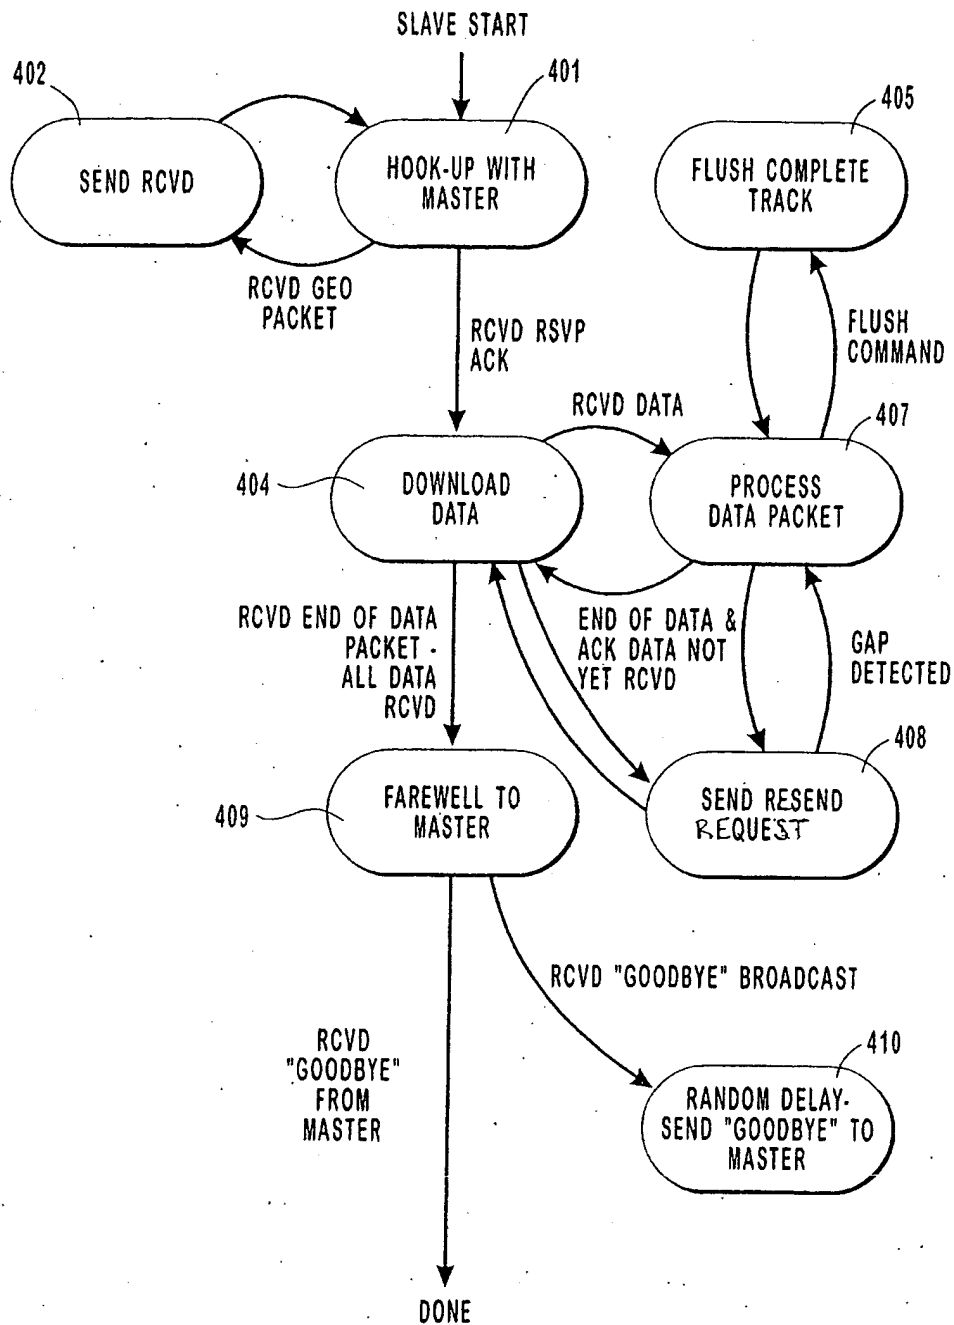 SLAVE START
402
401
405
SEND RCVD
HOOK-UP WITH
MASTER
FLUSH COMPLETE
TRACK
RCVD GEO
PACKET
RCVD RSVP
ACK
FLUSH
COMMAND
RCVD DATA
407
404
DOWNLOAD
DATA
PROCESS
DATA PACKET
RCVD END OF DATA
PACKET -
ALL DATA
RCVD
END OF DATA &
ACK DATA NOT
YET RCVD
GAP
DETECTED
408
409
FAREWELL TO
MASTER
SEND RESEND
REQUEST
RCVD "GOODBYE" BROADCAST
RCVD
"GOODBYE"
FROM
MASTER
410
RANDOM DELAY-
SEND "GOODBYE" TO
MASTER
DONE